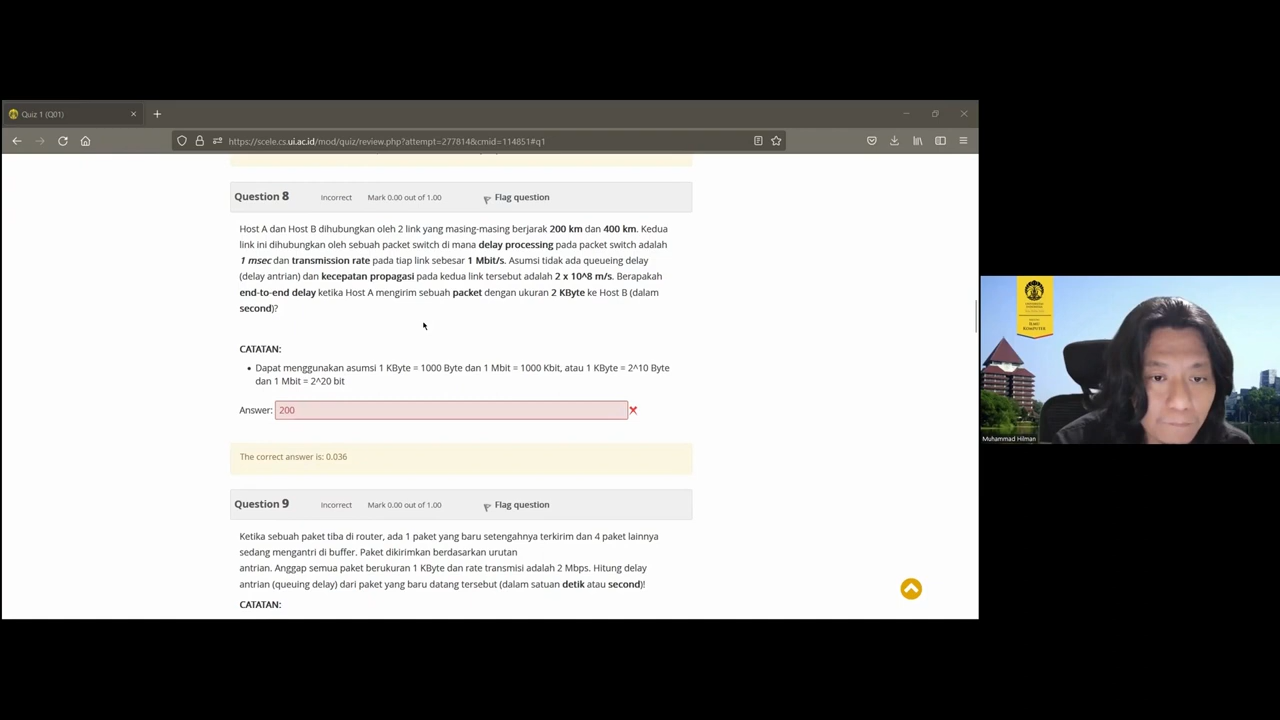 Quiz 1 (Q01)
https://scele.cs.ui.ac.id/mod/quiz/review.php?attempt=277814&cmid=114851#q1
Question 8 Incorrect Mark 0.00 out of 1.00 Flag question
Host A dan Host B dihubungkan oleh 2 link yang masing-masing berjarak 200 km dan 400 km. Kedua
link ini dihubungkan oleh sebuah packet switch di mana delay processing pada packet switch adalah
1 msec dan transmission rate pada tiap link sebesar 1 Mbit/s. Asumsi tidak ada queueing delay
(delay antrian) dan kecepatan propagasi pada kedua link tersebut adalah 2 x 10^8 m/s. Berapakah
end-to-end delay ketika Host A mengirim sebuah packet dengan ukuran 2 KByte ke Host B (dalam
second)?
CATATAN:
• Dapat menggunakan asumsi 1 KByte = 1000 Byte dan 1 Mbit = 1000 Kbit, atau 1 KByte = 2^10 Byte
dan 1 Mbit = 2^20 bit
Answer: 200
The correct answer is: 0.036
Question 9 Incorrect Mark 0.00 out of 1.00 Flag question
Ketika sebuah paket tiba di router, ada 1 paket yang baru setengahnya terkirim dan 4 paket lainnya
sedang mengantri di buffer. Paket dikirimkan berdasarkan urutan
antrian. Anggap semua paket berukuran 1 KByte dan rate transmisi adalah 2 Mbps. Hitung delay
antrian (queuing delay) dari paket yang baru datang tersebut (dalam satuan detik atau second)!
CATATAN:
ILMU
KOMPUTER
Muhammad Hilman